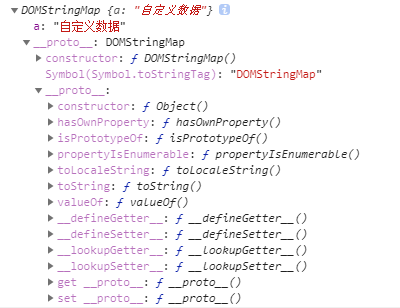 DOMStringMap {a: "自定义数据"} i
a: "自定义数据"
__proto__: DOMStringMap
constructor: ƒ DOMStringMap()
Symbol(Symbol.toStringTag): "DOMStringMap"
__proto__:
constructor: ƒ Object()
hasOwnProperty: ƒ hasOwnProperty()
isPrototypeOf: ƒ isPrototypeOf()
propertyIsEnumerable: ƒ propertyIsEnumerable()
toLocaleString: ƒ toLocaleString()
toString: ƒ toString()
valueOf: ƒ valueOf()
__defineGetter__: ƒ __defineGetter__()
__defineSetter__: ƒ __defineSetter__()
__lookupGetter__: ƒ __lookupGetter__()
__lookupSetter__: ƒ __lookupSetter__()
get __proto__: ƒ __proto__()
set __proto__: ƒ __proto__()